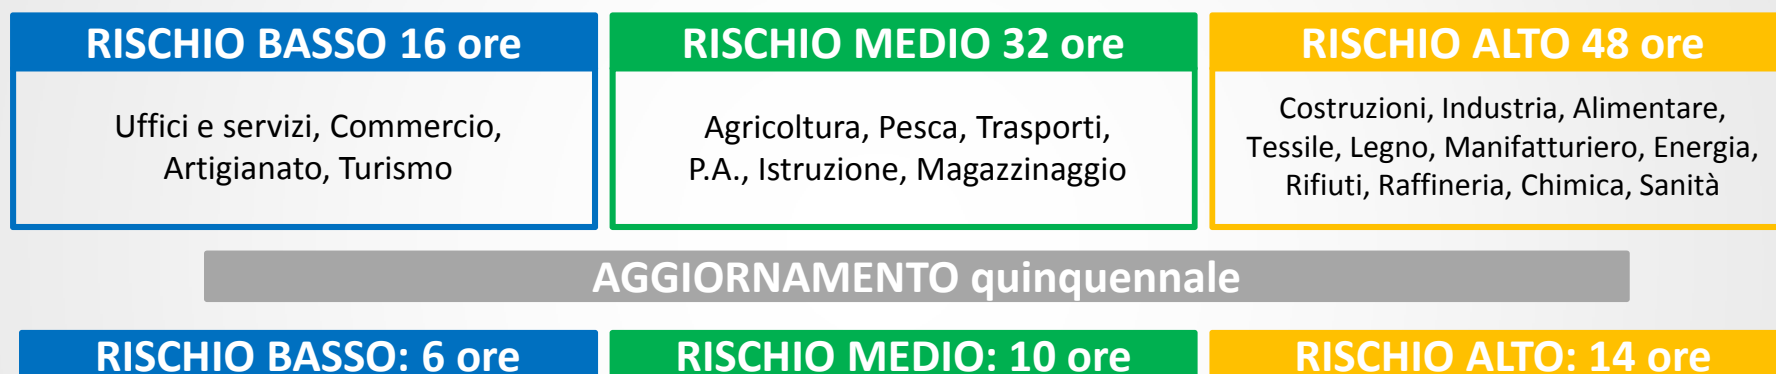 RISCHIO BASSO 16 ore
Uffici e servizi, Commercio,
Artigianato, Turismo
RISCHIO MEDIO 32 ore
Agricoltura, Pesca, Trasporti,
P.A., Istruzione, Magazzinaggio
RISCHIO ALTO 48 ore
Costruzioni, Industria, Alimentare,
Tessile, Legno, Manifatturiero, Energia,
Rifiuti, Raffineria, Chimica, Sanità
AGGIORNAMENTO quinquennale
RISCHIO BASSO: 6 ore
RISCHIO MEDIO: 10 ore
RISCHIO ALTO: 14 ore